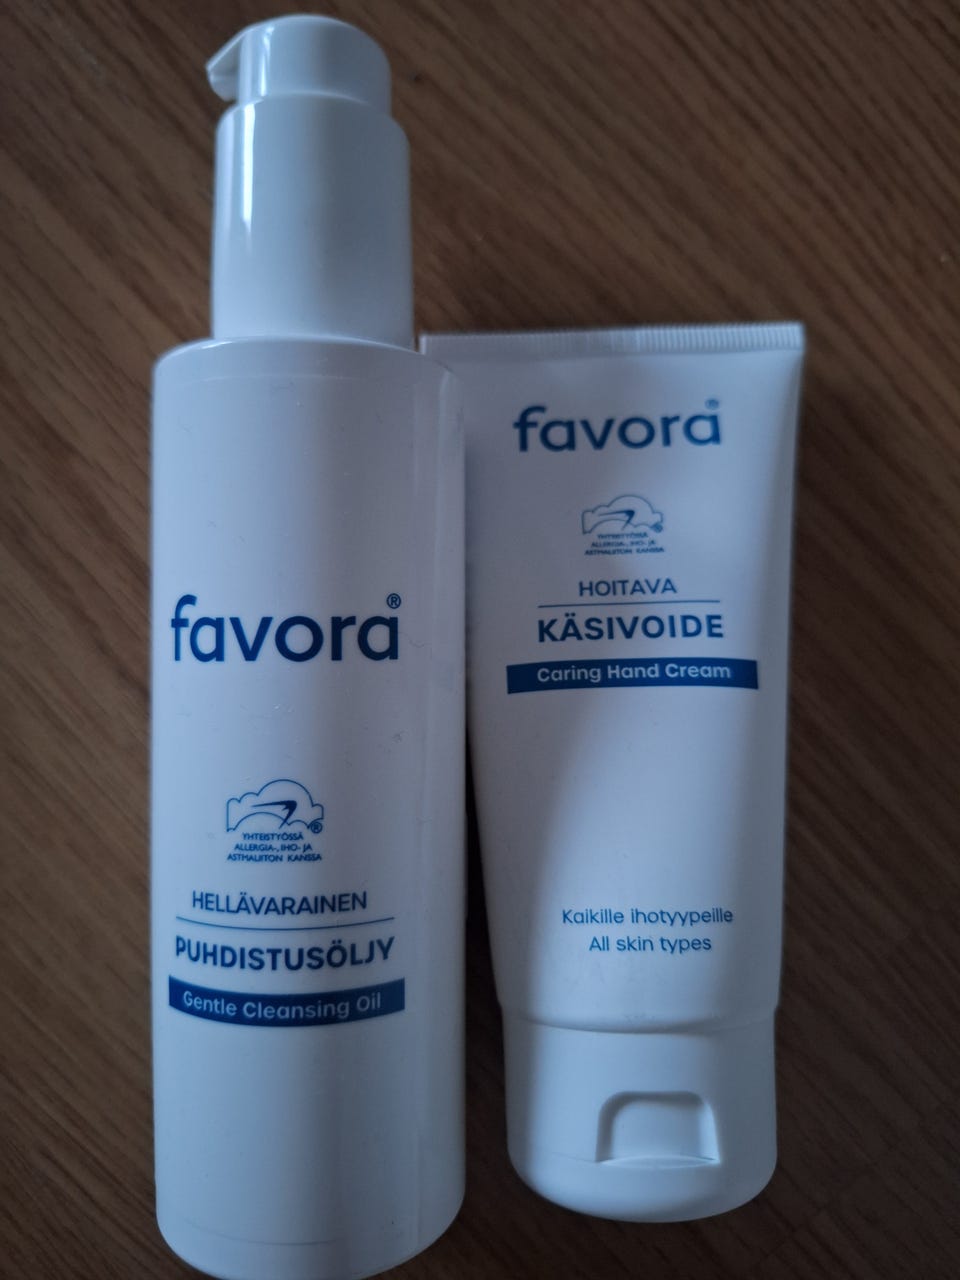 favora®
YHTEISTYÖSSÄ
ALLERGIA-, IHO- JA
ASTMALIITON KANSSA
®
HELLÄVARAINEN
PUHDISTUSÖLJY
Gentle Cleansing Oil
favora®
YHTEISTYÖSSÄ
ALLERGIA-, IHO- JA
ASTMALIITON KANSSA
®
HOITAVA
KÄSIVOIDE
Caring Hand Cream
Kaikille ihotyypeille
All skin types